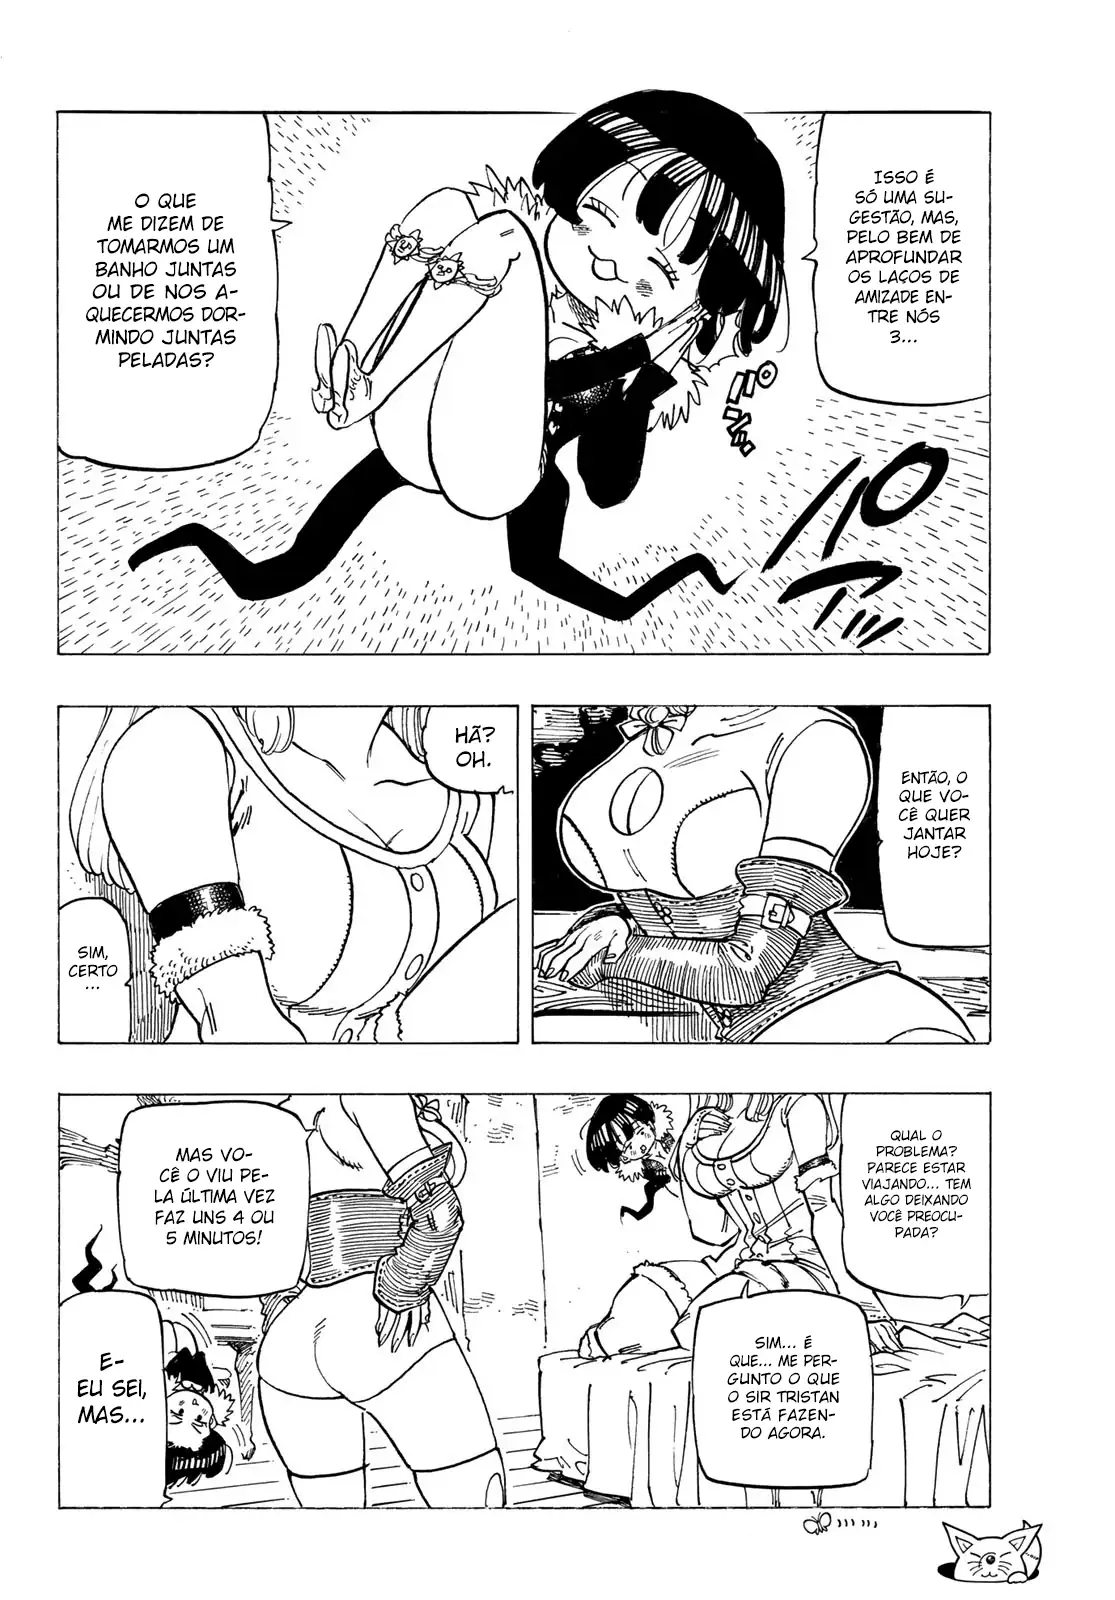 ISSO É
SÓ UMA SU-
GESTÃO, MAS,
PELO BEM DE
APROFUNDAR
OS LAÇOS DE
AMIZADE EN-
TRE NÓS
3...
O QUE
ME DIZEM DE
TOMARMOS UM
BANHO JUNTAS
OU DE NOS A-
QUECERMOS DOR-
MINDO JUNTAS
PELADAS?
ENTÃO, O
QUE VO-
CÊ QUER
JANTAR
HOJE?
HÃ?
OH.
SIM,
CERTO
...
QUAL O
PROBLEMA?
PARECE ESTAR
VIAJANDO... TEM
ALGO DEIXANDO
VOCÊ PREOCU-
PADA?
SIM... É
QUE... ME PER-
GUNTO O QUE
O SIR TRISTAN
ESTÁ FAZEN-
DO AGORA.
MAS VO-
CÊ O VIU PE-
LA ÚLTIMA VEZ
FAZ UNS 4 OU
5 MINUTOS!
E-
EU SEI,
MAS...